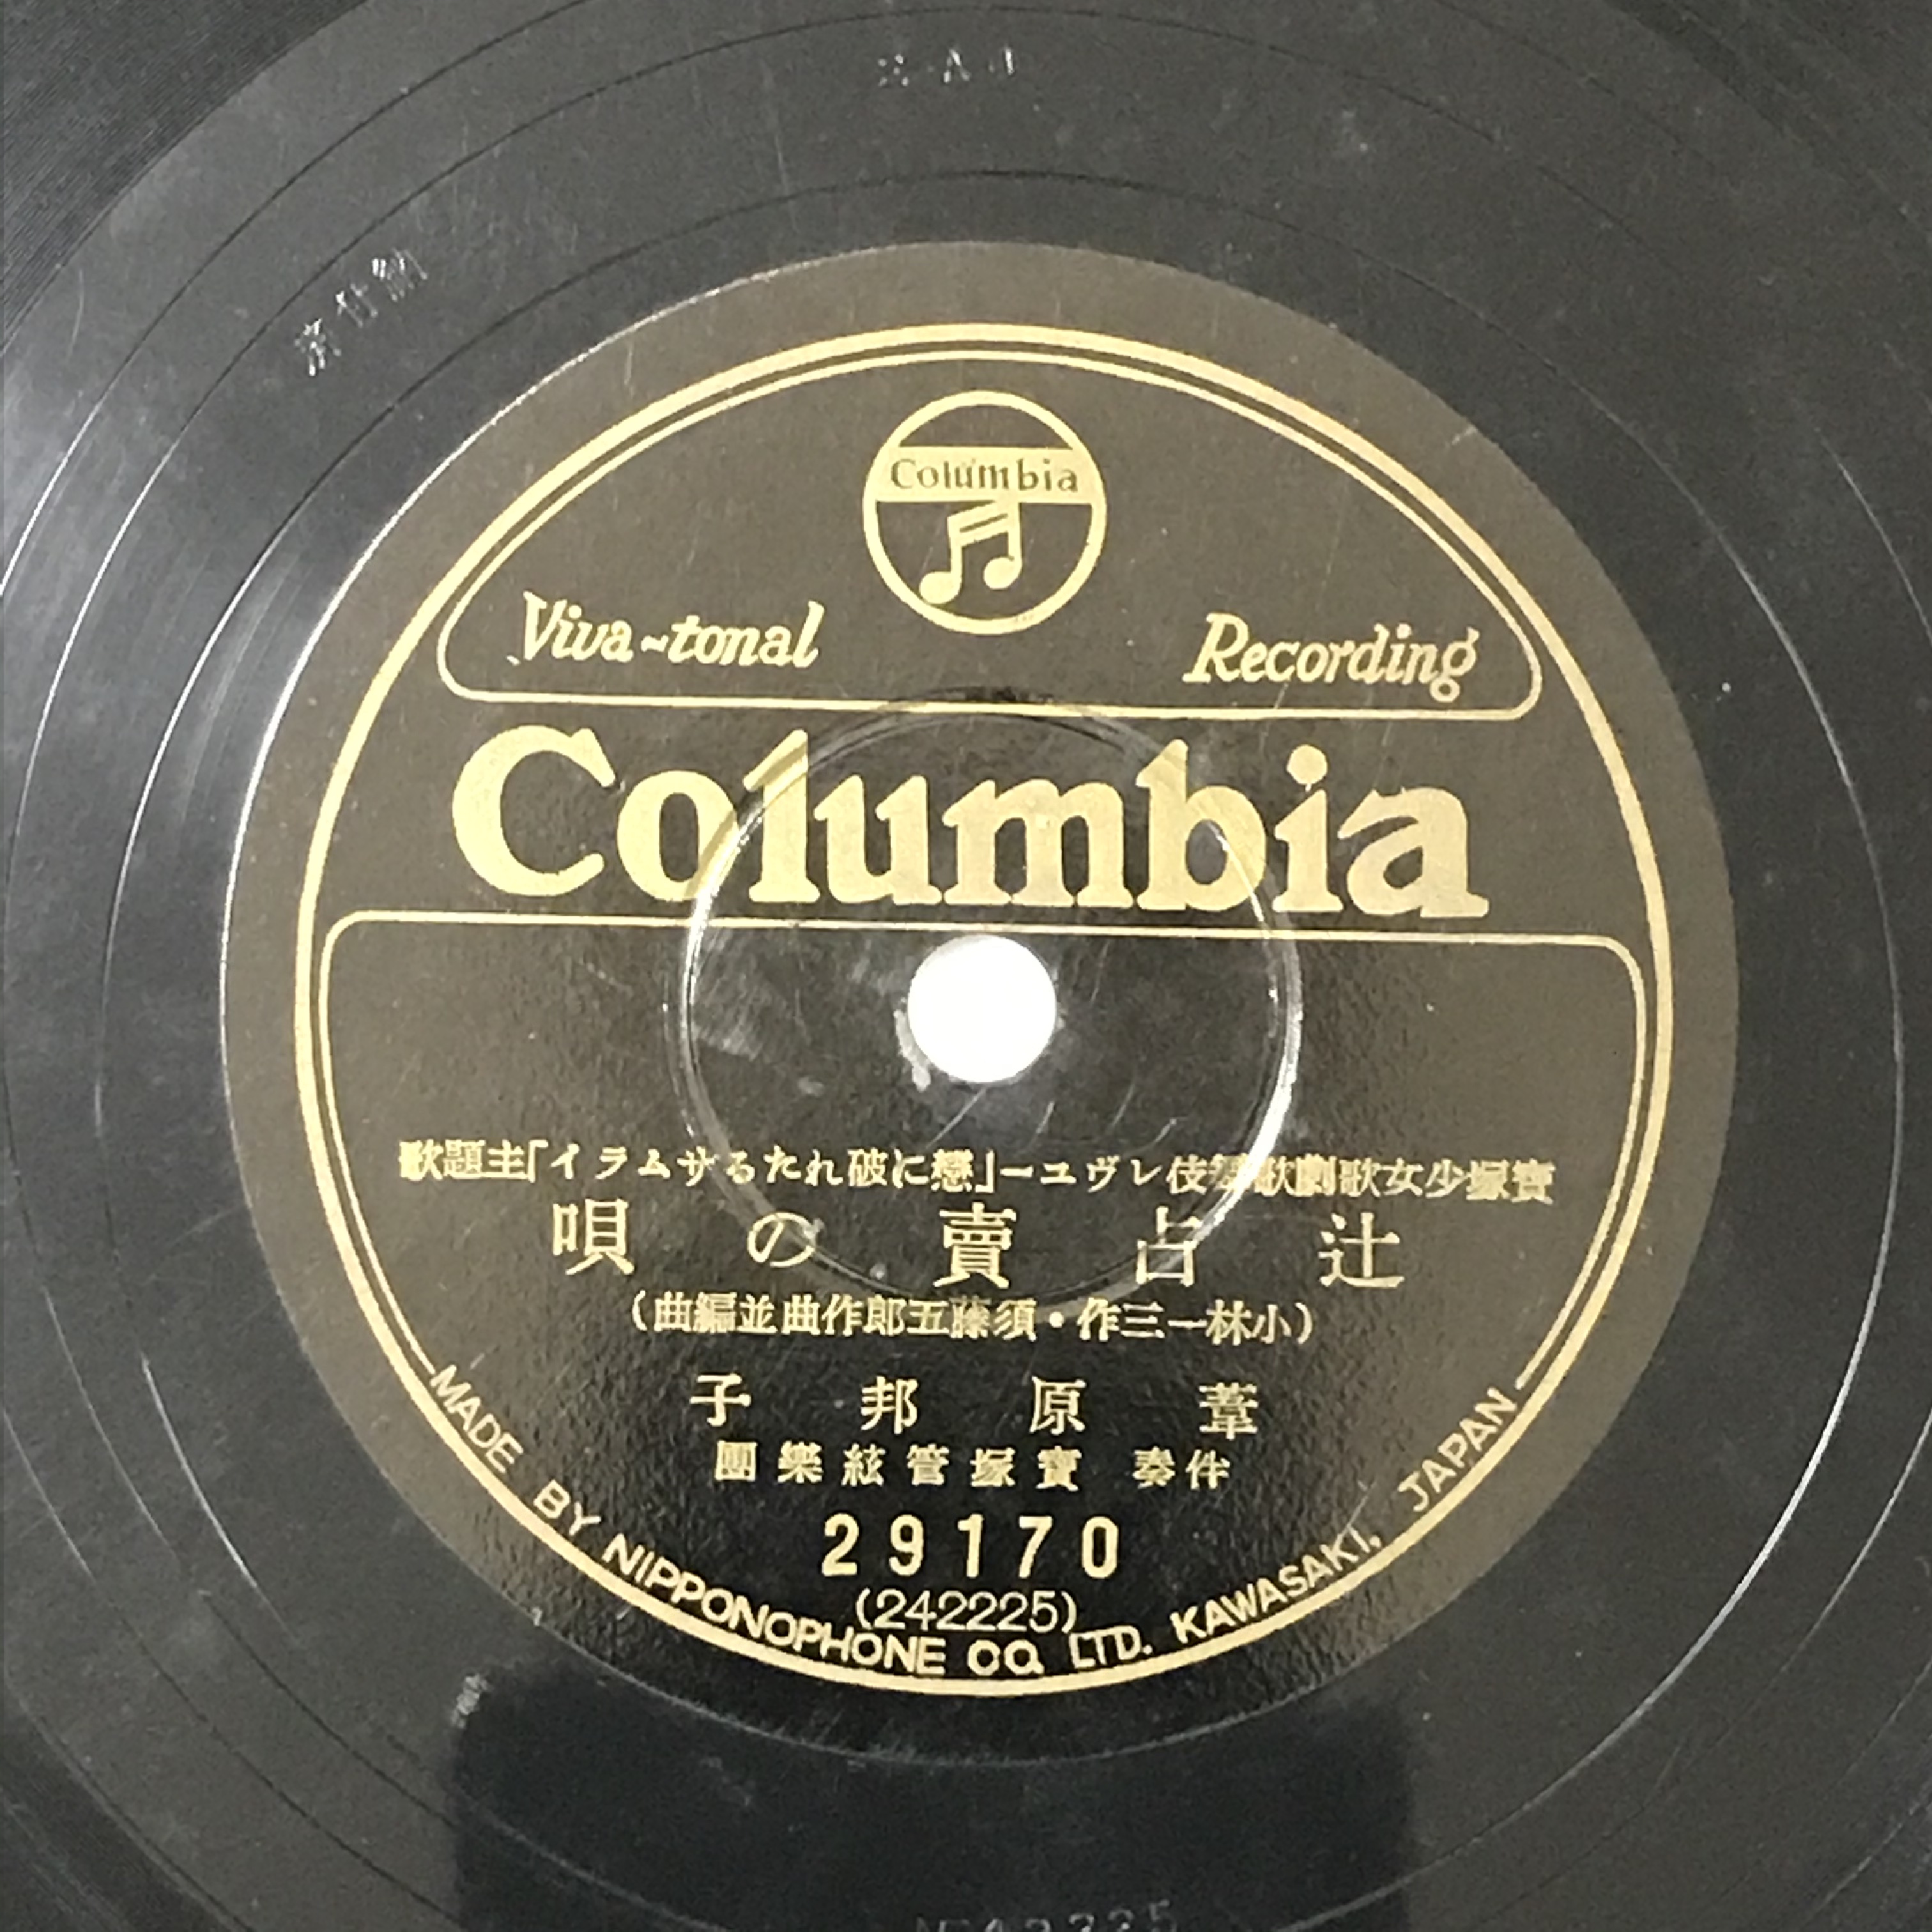 Columbia
Viva-tonal Recording
Columbia
寶塚少女歌劇歌舞伎レヴユー「戀に破れたるサムライ」主題歌
辻占賣の唄
(小林一三作・須藤五郎作曲並編曲)
葦原邦子
伴奏 寶塚管絃樂團
29170
(242225)
MADE BY NIPPONOPHONE CO. LTD. KAWASAKI, JAPAN